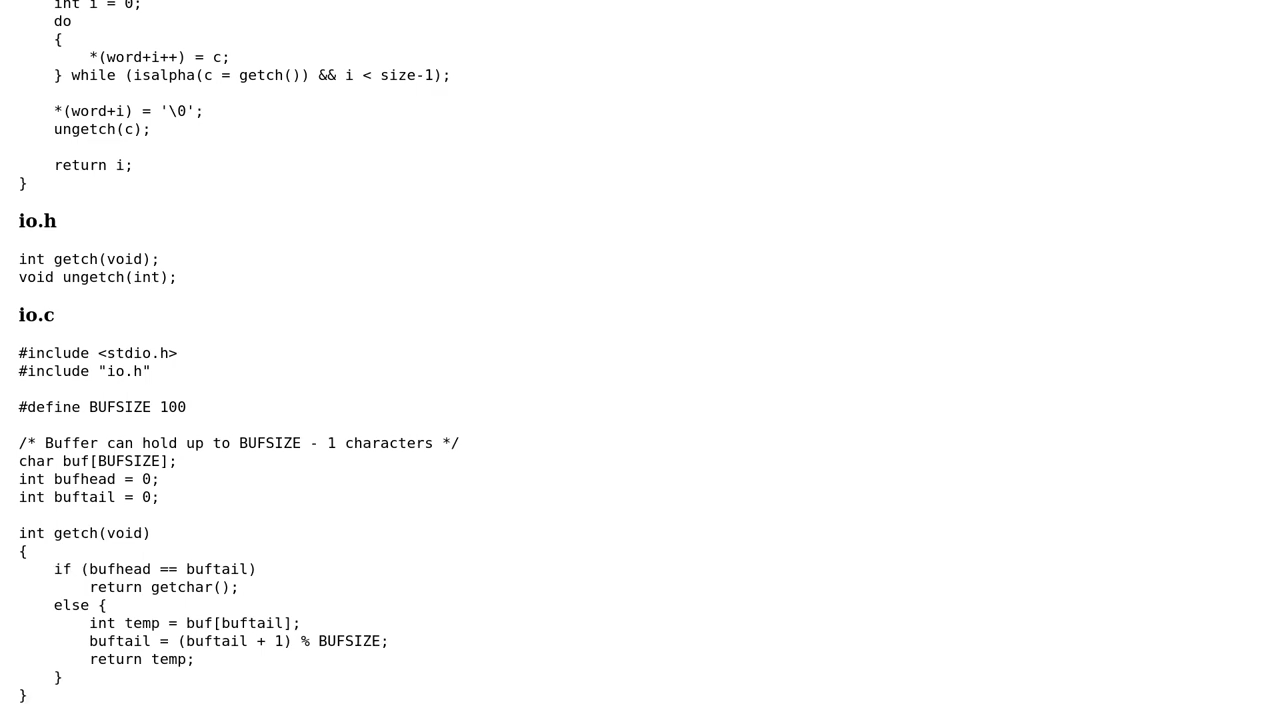 int i = 0;
    do
    {
        *(word+i++) = c;
    } while (isalpha(c = getch()) && i < size-1);

    *(word+i) = '\0';
    ungetch(c);

    return i;
}
io.h
int getch(void);
void ungetch(int);
io.c
#include <stdio.h>
#include "io.h"

#define BUFSIZE 100

/* Buffer can hold up to BUFSIZE - 1 characters */
char buf[BUFSIZE];
int bufhead = 0;
int buftail = 0;

int getch(void)
{
    if (bufhead == buftail)
        return getchar();
    else {
        int temp = buf[buftail];
        buftail = (buftail + 1) % BUFSIZE;
        return temp;
    }
}